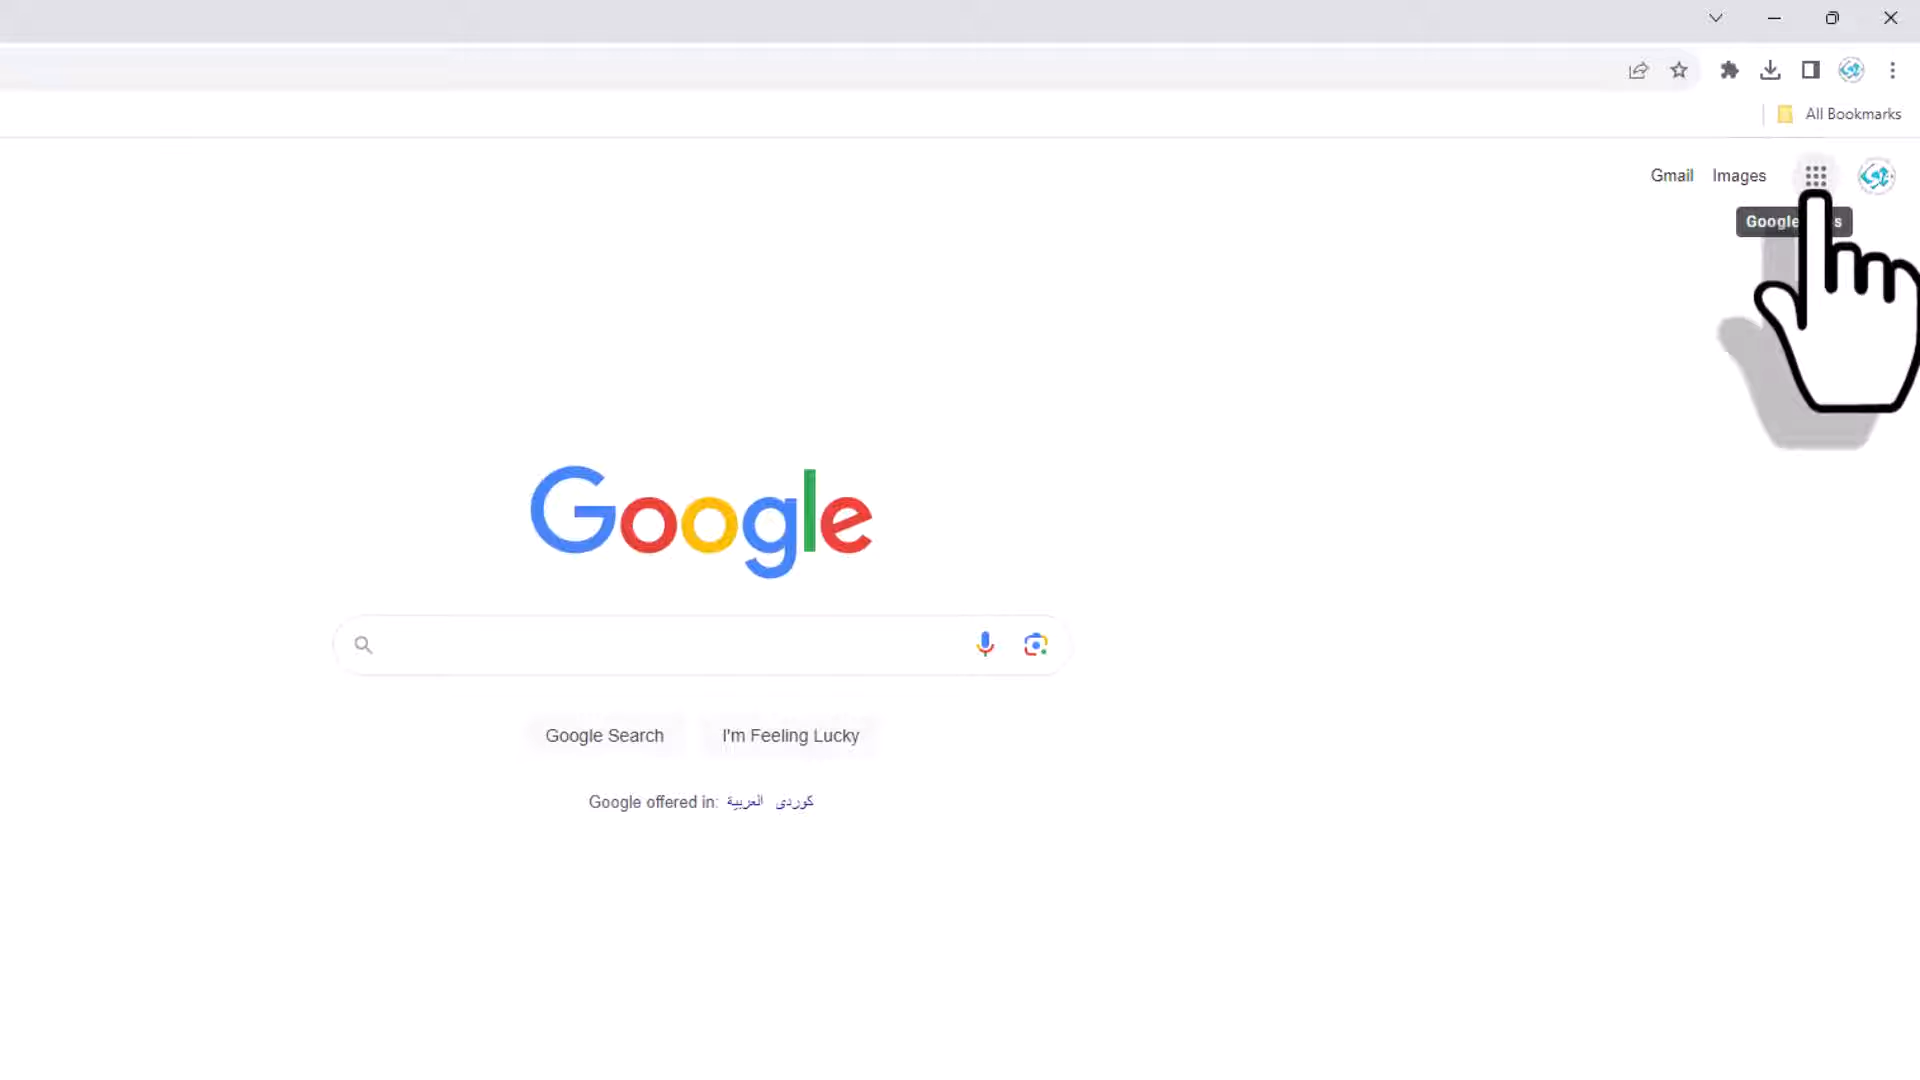 All Bookmarks
Gmail Images
Google
Google
Google Search I'm Feeling Lucky
Google offered in: العربية کوردی